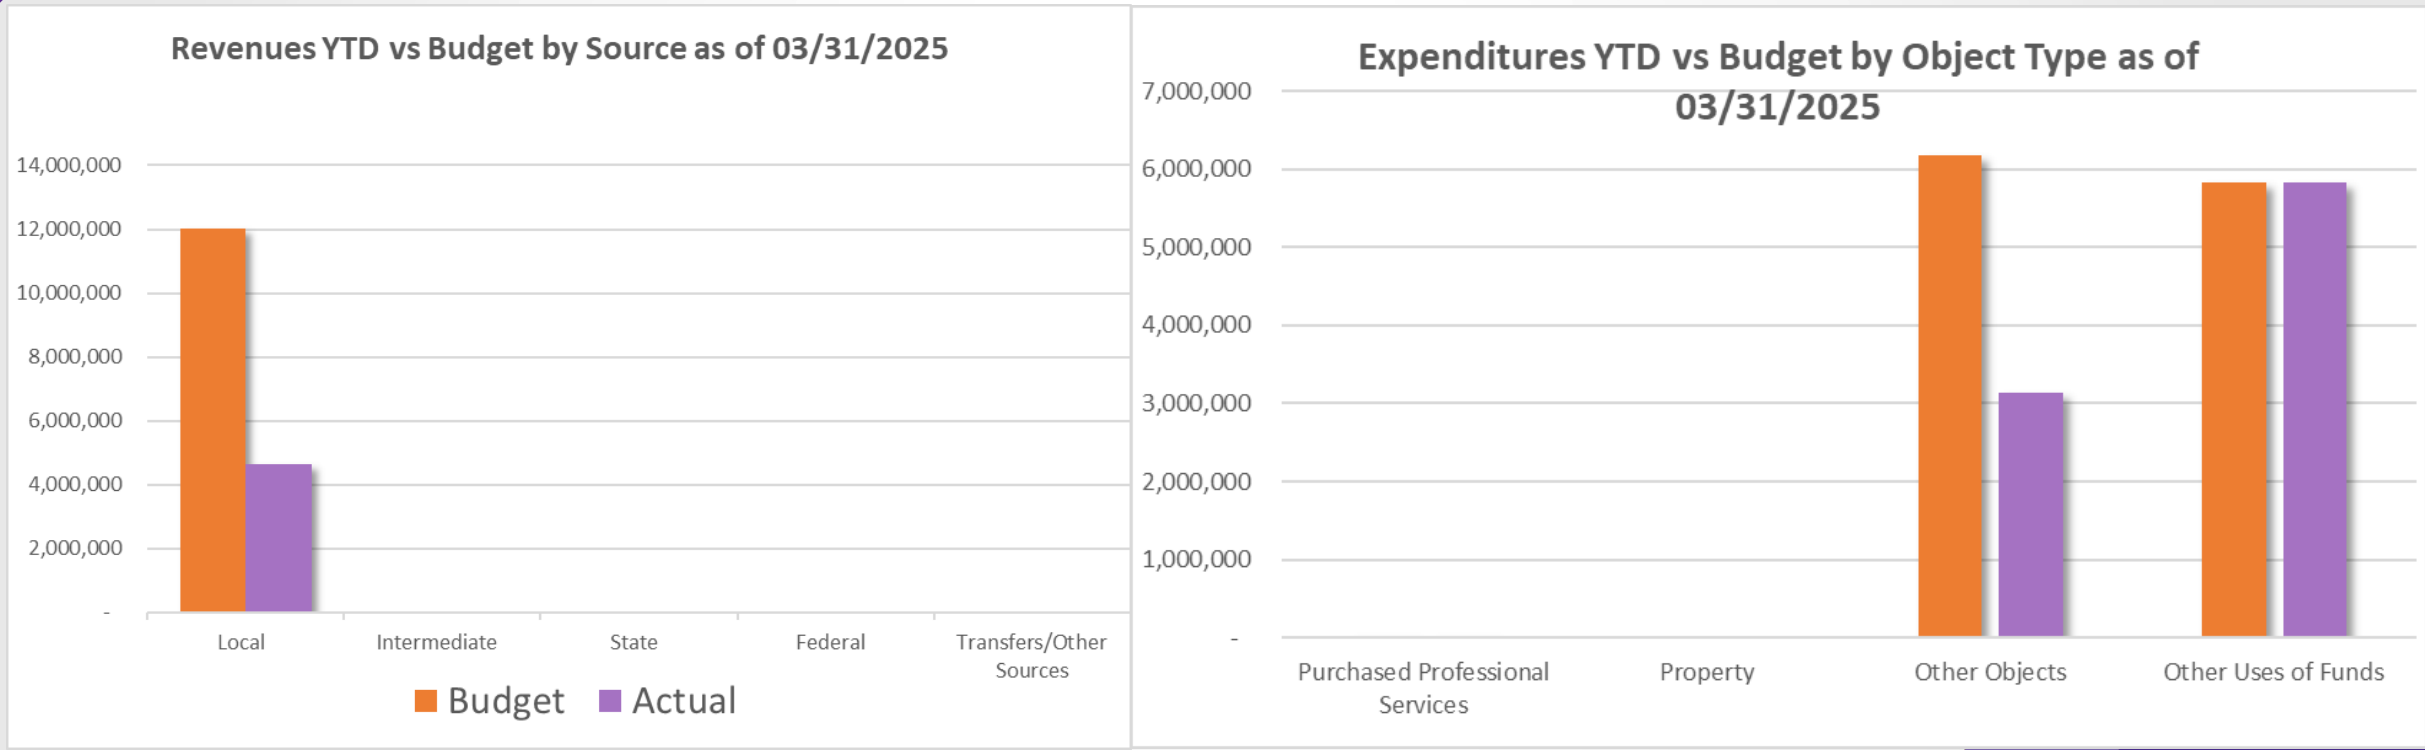 Revenues YTD vs Budget by Source as of 03/31/2025
14,000,000
12,000,000
10,000,000
8,000,000
6,000,000
4,000,000
2,000,000
-
Local
Intermediate
State
Federal
Transfers/Other
Sources
Budget
Actual
Expenditures YTD vs Budget by Object Type as of
03/31/2025
7,000,000
6,000,000
5,000,000
4,000,000
3,000,000
2,000,000
1,000,000
-
Purchased Professional
Services
Property
Other Objects
Other Uses of Funds